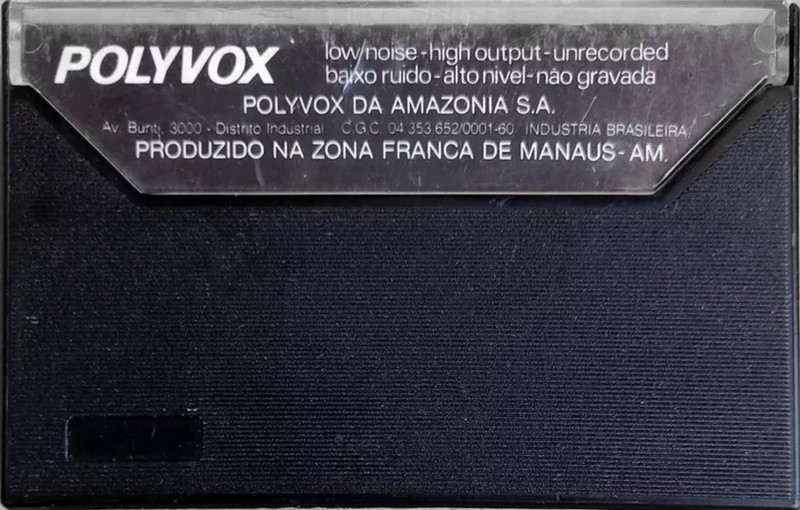 POLYVOX
low noise - high output - unrecorded
baixo ruido - alto nivel - não gravada
POLYVOX DA AMAZONIA S.A.
Av. Buriti, 3000 - Distrito Industrial C.G.C. 04 353 652/0001-60 INDUSTRIA BRASILEIRA
PRODUZIDO NA ZONA FRANCA DE MANAUS - AM.